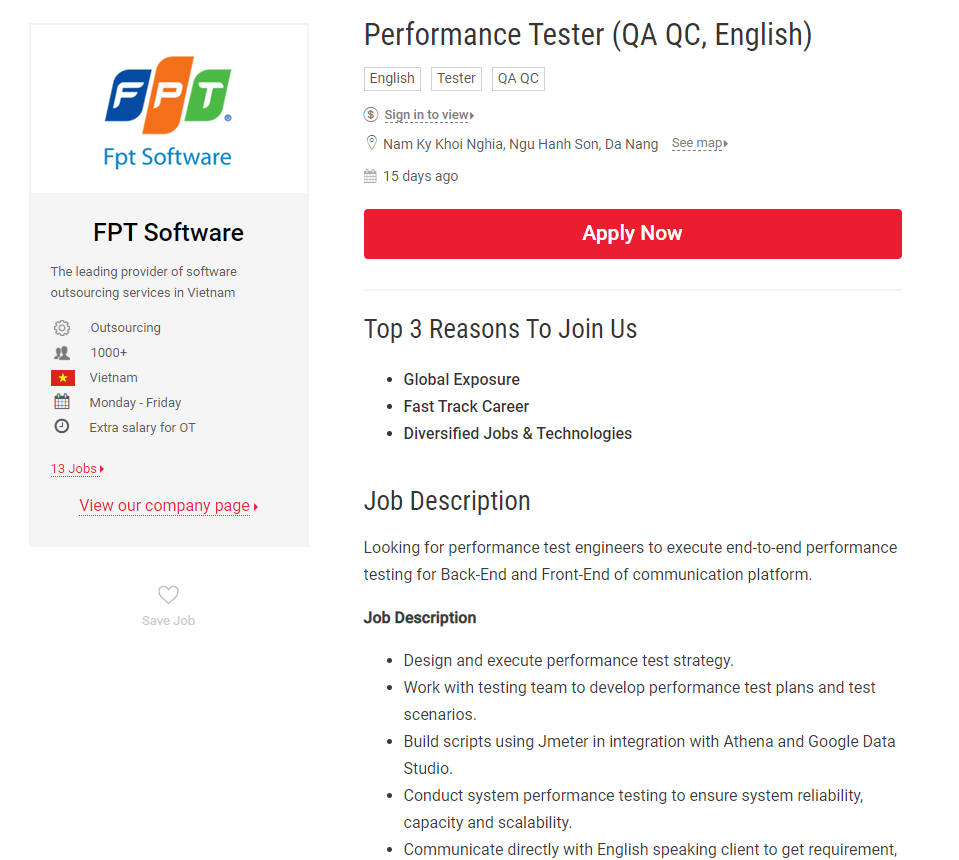 FPT
Fpt Software
FPT Software
The leading provider of software
outsourcing services in Vietnam
Outsourcing
1000+
Vietnam
Monday - Friday
Extra salary for OT
13 Jobs
View our company page
Save Job
Performance Tester (QA QC, English)
English Tester QA QC
$ Sign in to view
Nam Ky Khoi Nghia, Ngu Hanh Son, Da Nang See map
15 days ago
Apply Now
Top 3 Reasons To Join Us
• Global Exposure
• Fast Track Career
• Diversified Jobs & Technologies
Job Description
Looking for performance test engineers to execute end-to-end performance
testing for Back-End and Front-End of communication platform.
Job Description
• Design and execute performance test strategy.
• Work with testing team to develop performance test plans and test
scenarios.
• Build scripts using Jmeter in integration with Athena and Google Data
Studio.
• Conduct system performance testing to ensure system reliability,
capacity and scalability.
• Communicate directly with English speaking client to get requirement,